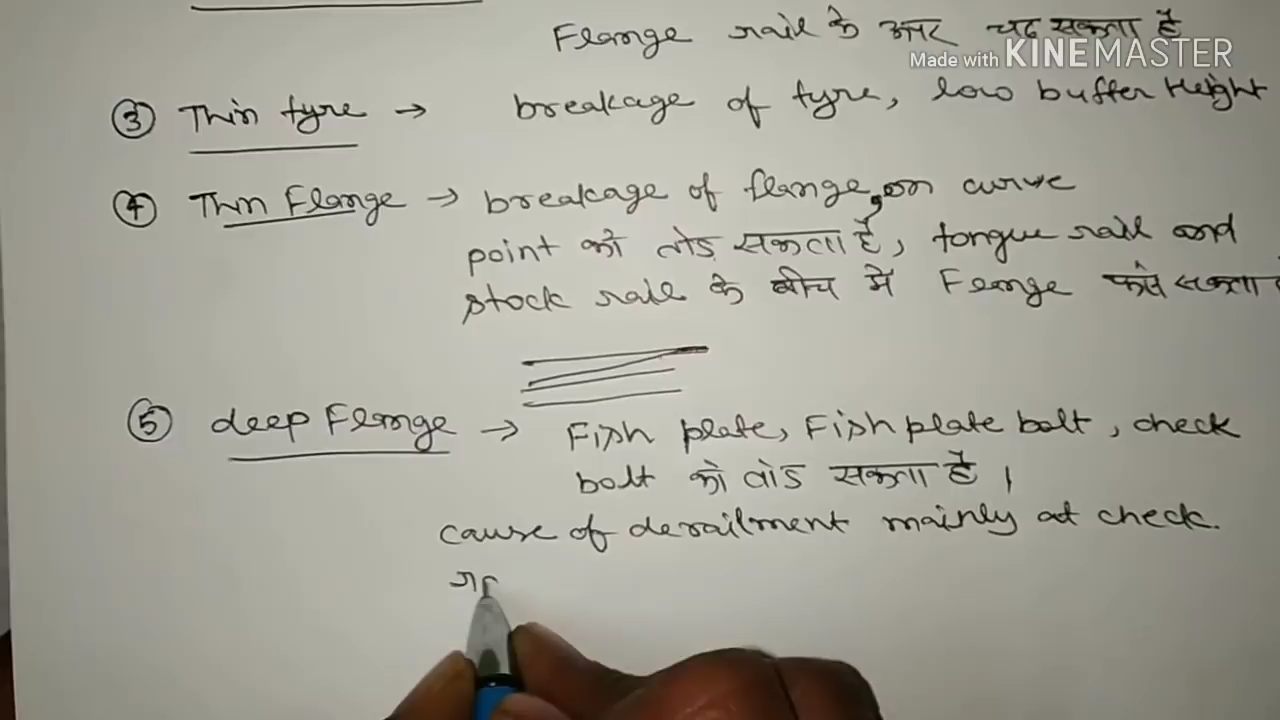 Flange rail के ऊपर चढ सकता है
Made with KINEMASTER
③ Thin tyre → breakage of tyre, low buffer Height
④ Thin Flange → breakage of flange, on curve
point को तोड सकता है, tongue rail and
stock rail के बीच में Flange फंस सकता
⑤ deep Flange → Fish plate, Fish plate bolt, check
bolt को तोड सकता है ।
cause of derailment mainly at check.